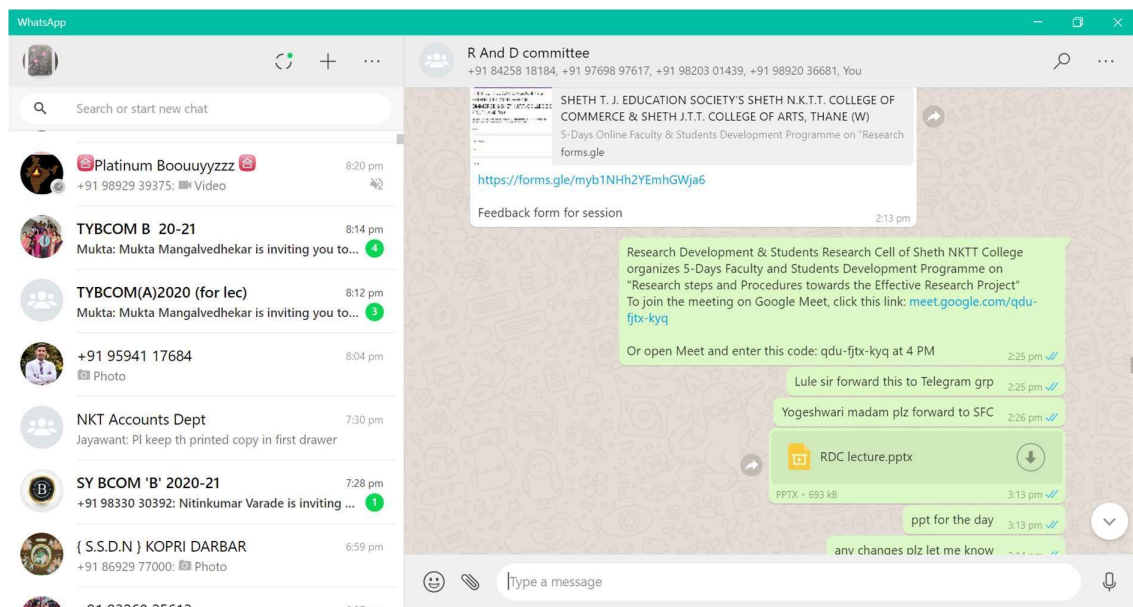 WhatsApp
Search or start new chat
Platinum Boouuyyzzz
8:20 pm
+91 98929 39375: Video
TYBCOM B 20-21
8:14 pm
Mukta: Mukta Mangalvedhekar is inviting you to...
4
TYBCOM(A)2020 (for lec)
8:12 pm
Mukta: Mukta Mangalvedhekar is inviting you to...
3
+91 95941 17684
8:04 pm
Photo
NKT Accounts Dept
7:30 pm
Jayawant: Pl keep th printed copy in first drawer
B
SY BCOM 'B' 2020-21
7:28 pm
+91 98330 30392: Nitinkumar Varade is inviting ...
1
{ S.S.D.N } KOPRI DARBAR
6:59 pm
+91 86929 77000: Photo
R And D committee
+91 84258 18184, +91 97698 97617, +91 98203 01439, +91 98920 36681, You
SHETH T. J. EDUCATION SOCIETY'S SHETH N.K.T.T. COLLEGE OF
COMMERCE & SHETH J.T.T. COLLEGE OF ARTS, THANE (W)
5-Days Online Faculty & Students Development Programme on "Research
forms.gle
https://forms.gle/myb1NHh2YEmhGWja6
Feedback form for session
2:13 pm
Research Development & Students Research Cell of Sheth NKTT College
organizes 5-Days Faculty and Students Development Programme on
"Research steps and Procedures towards the Effective Research Project"
To join the meeting on Google Meet, click this link: meet.google.com/qdu-
fjtx-kyq
Or open Meet and enter this code: qdu-fjtx-kyq at 4 PM
2:25 pm
Lule sir forward this to Telegram grp
2:25 pm
Yogeshwari madam plz forward to SFC
2:26 pm
RDC lecture.pptx
PPTX • 693 kB
3:13 pm
ppt for the day
3:13 pm
any changes plz let me know
Type a message